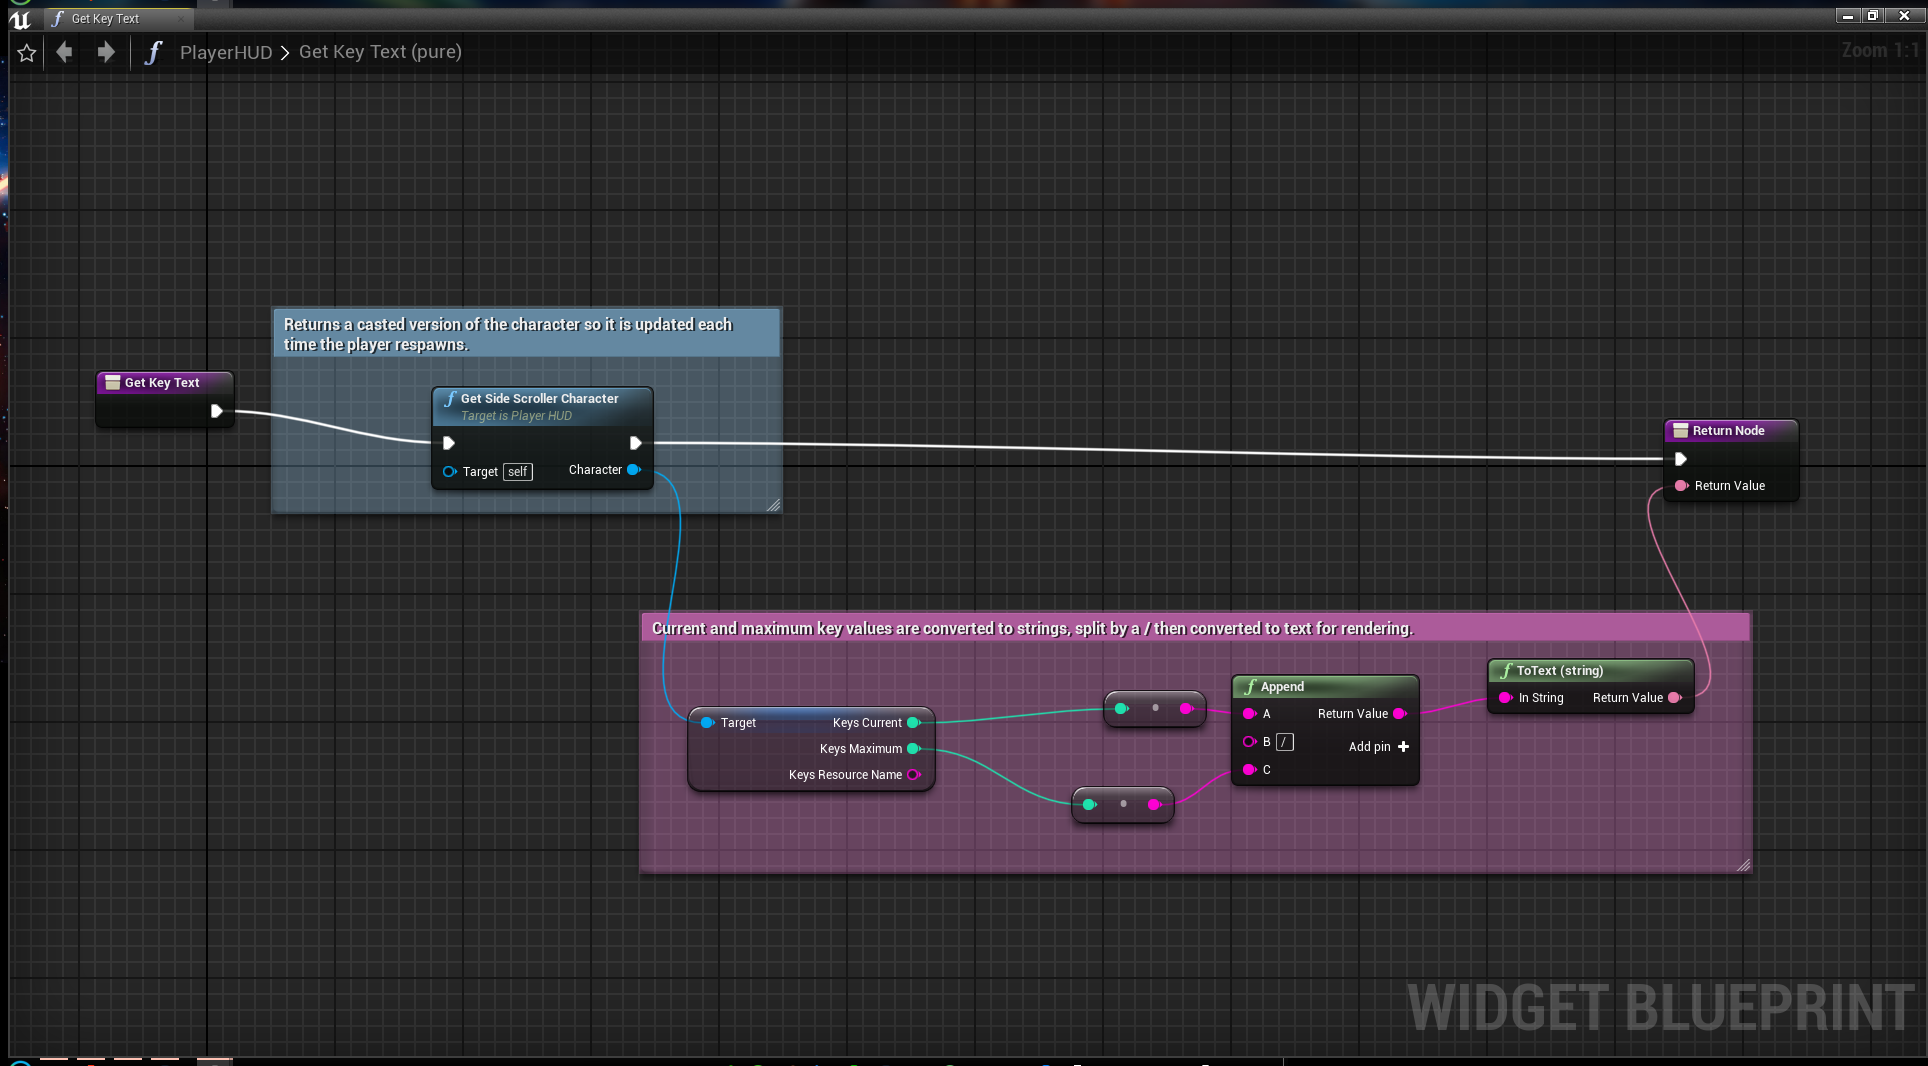 Get Key Text
PlayerHUD > Get Key Text (pure)
Zoom 1:1
Returns a casted version of the character so it is updated each
time the player respawns.
Get Key Text
Get Side Scroller Character
Target is Player HUD
Target self
Character
Return Node
Return Value
Current and maximum key values are converted to strings, split by a / then converted to text for rendering.
Target
Keys Current
Keys Maximum
Keys Resource Name
Append
A
Return Value
B /
Add pin +
C
ToText (string)
In String
Return Value
WIDGET BLUEPRINT